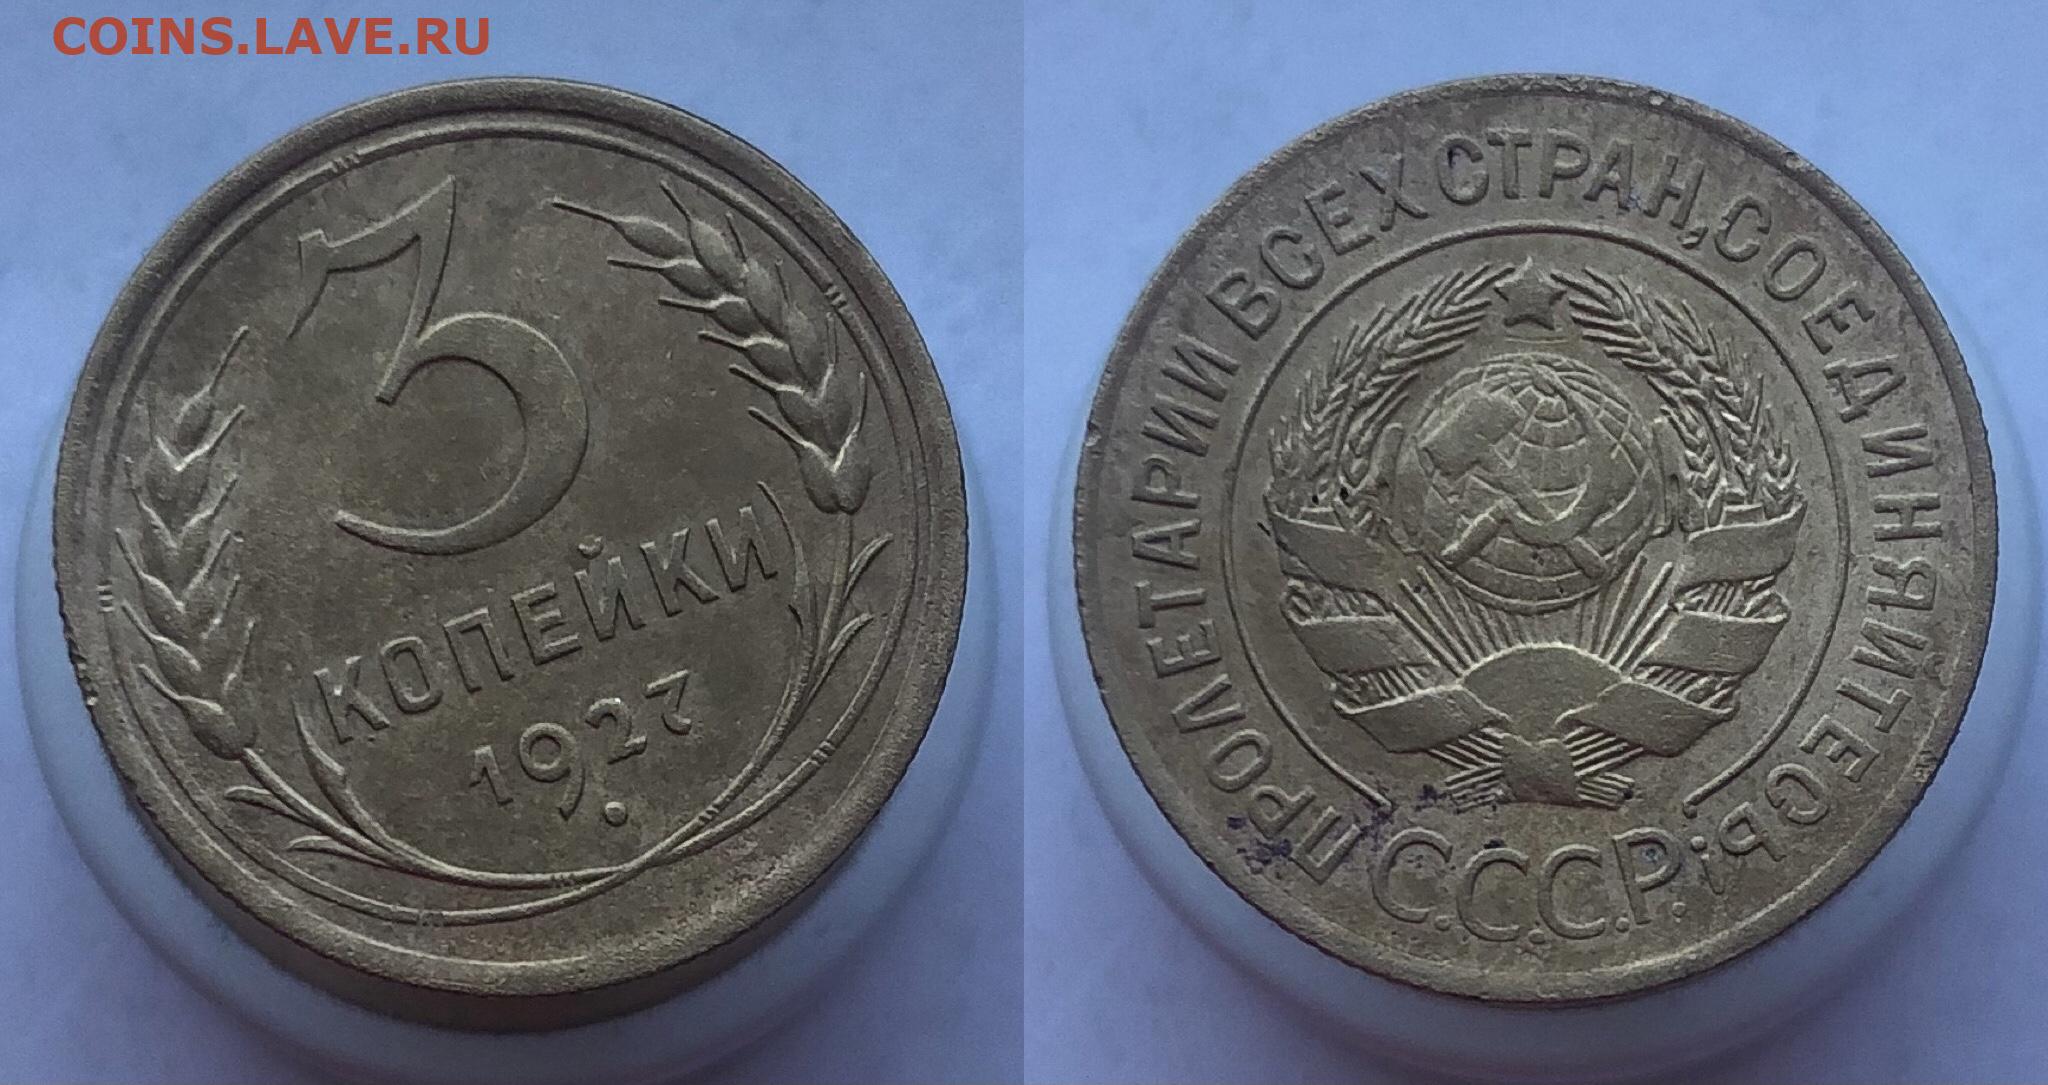 COINS.LAVE.RU
3
КОПЕЙКИ
1927
ПРОЛЕТАРИИ ВСЕХ СТРАН, СОЕДИНЯЙТЕСЬ!
С.С.С.Р.